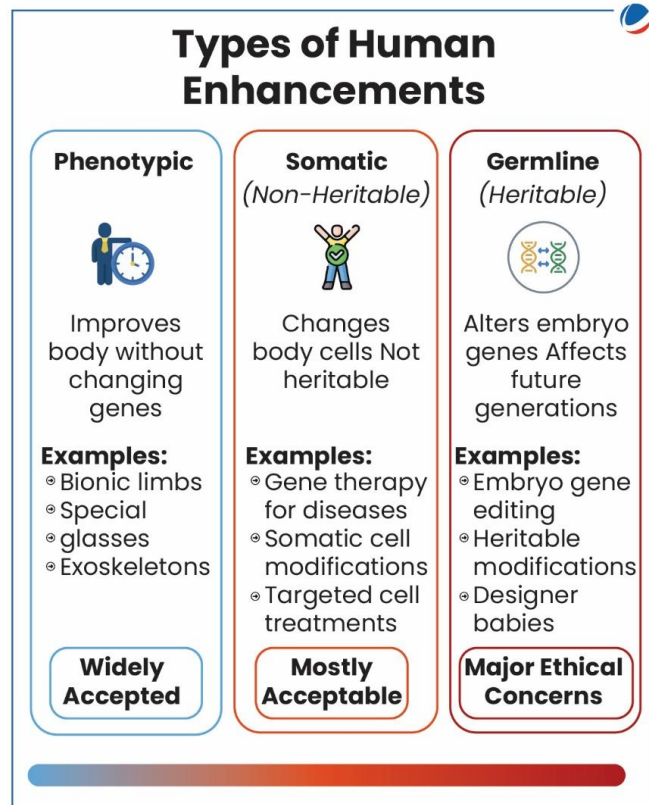 Types of Human
Enhancements
Phenotypic
Improves
body without
changing
genes
Examples:
Bionic limbs
Special
glasses
Exoskeletons
Widely
Accepted
Somatic
(Non-Heritable)
Changes
body cells Not
heritable
Examples:
Gene therapy
for diseases
Somatic cell
modifications
Targeted cell
treatments
Mostly
Acceptable
Germline
(Heritable)
Alters embryo
genes Affects
future
generations
Examples:
Embryo gene
editing
Heritable
modifications
Designer
babies
Major Ethical
Concerns